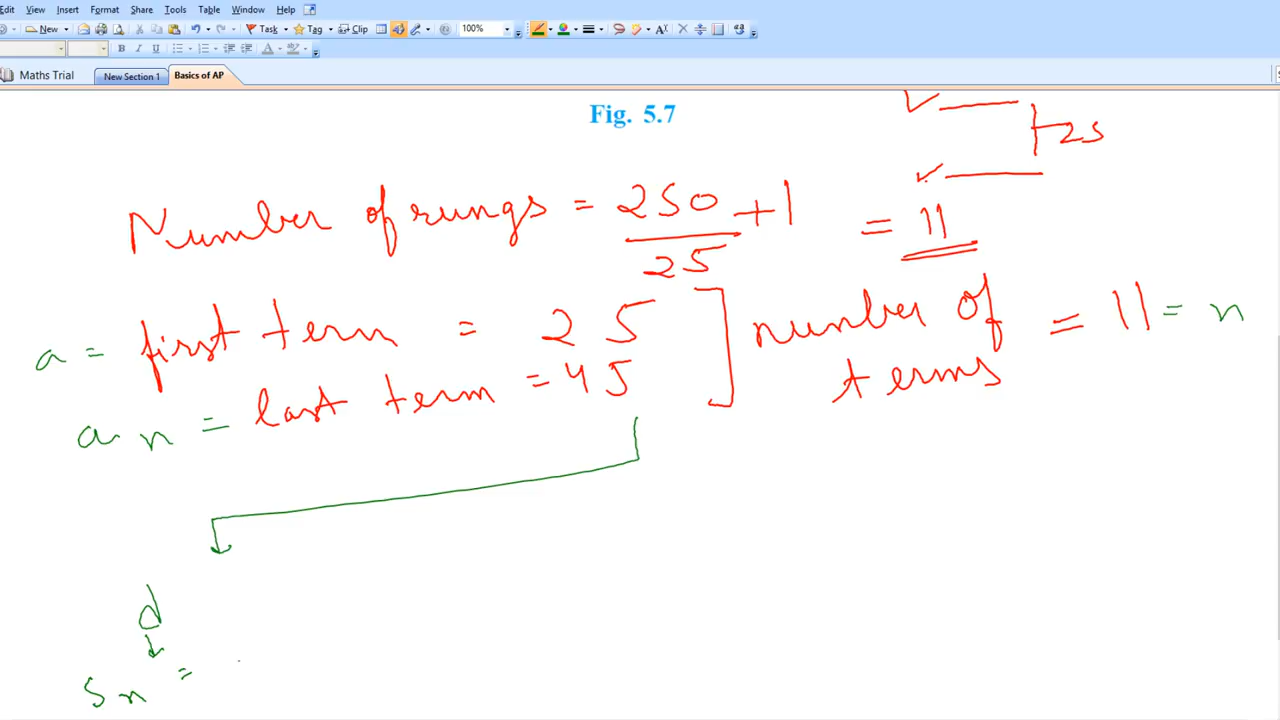 Edit View Insert Format Share Tools Table Window Help
New Task Tag Clip 100%
B I U A
Maths Trial New Section 1 Basics of AP
Fig. 5.7
25
Number of rungs = 250/25 + 1 = 11
a = first term = 25 number of terms = 11 = n
an = last term = 45
d
Sn =